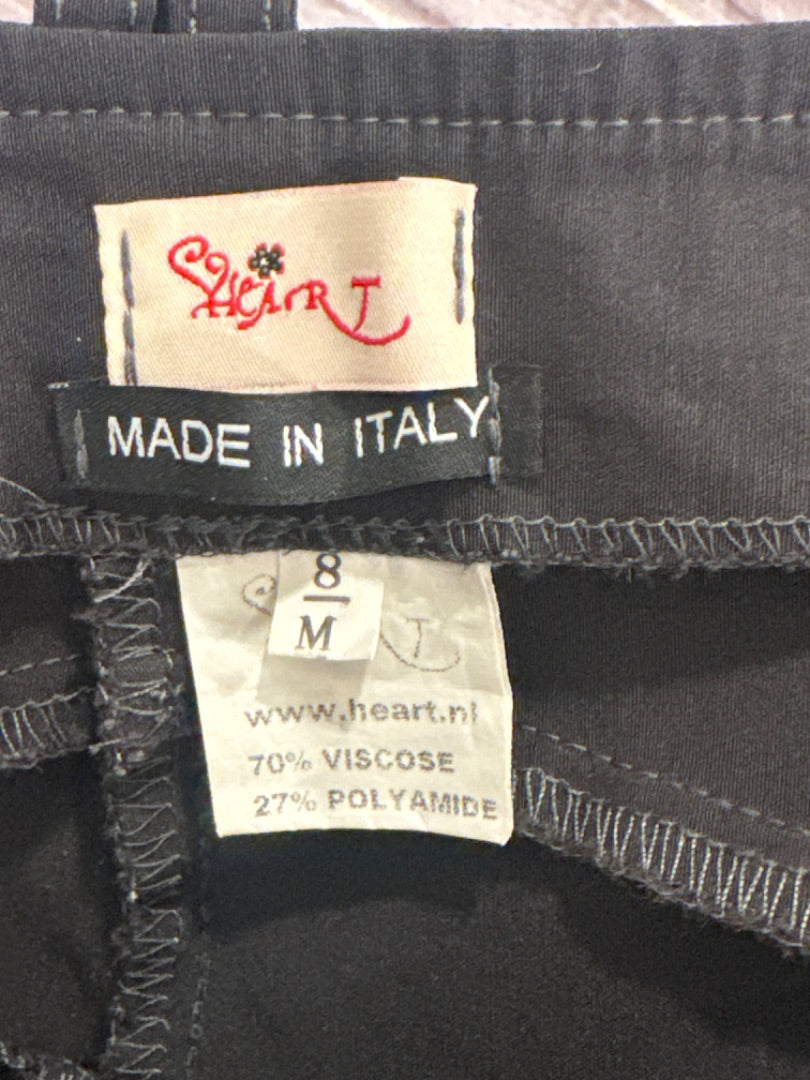 HEART
MADE IN ITALY
8
M
www.heart.nl
70% VISCOSE
27% POLYAMIDE